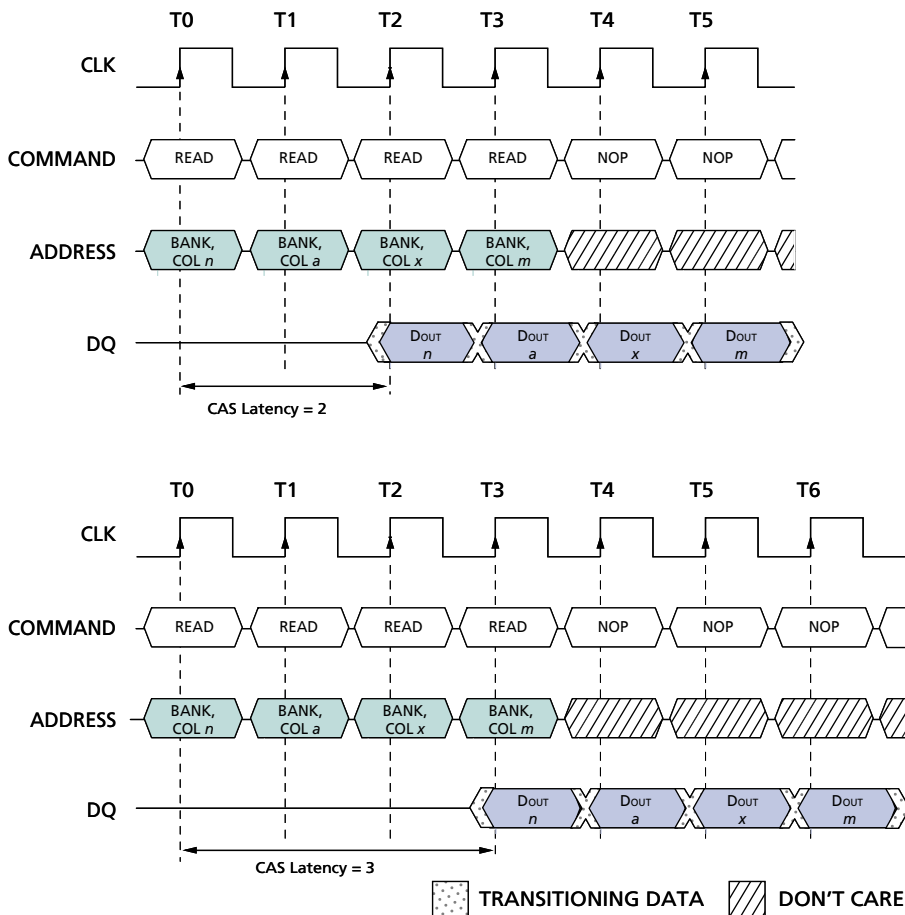 T0 T1 T2 T3 T4 T5
CLK
COMMAND READ READ READ READ NOP NOP
ADDRESS BANK, COL n BANK, COL a BANK, COL x BANK, COL m
DQ DOUT n DOUT a DOUT x DOUT m
CAS Latency = 2
T0 T1 T2 T3 T4 T5 T6
CLK
COMMAND READ READ READ READ NOP NOP NOP
ADDRESS BANK, COL n BANK, COL a BANK, COL x BANK, COL m
DQ DOUT n DOUT a DOUT x DOUT m
CAS Latency = 3
TRANSITIONING DATA DON'T CARE